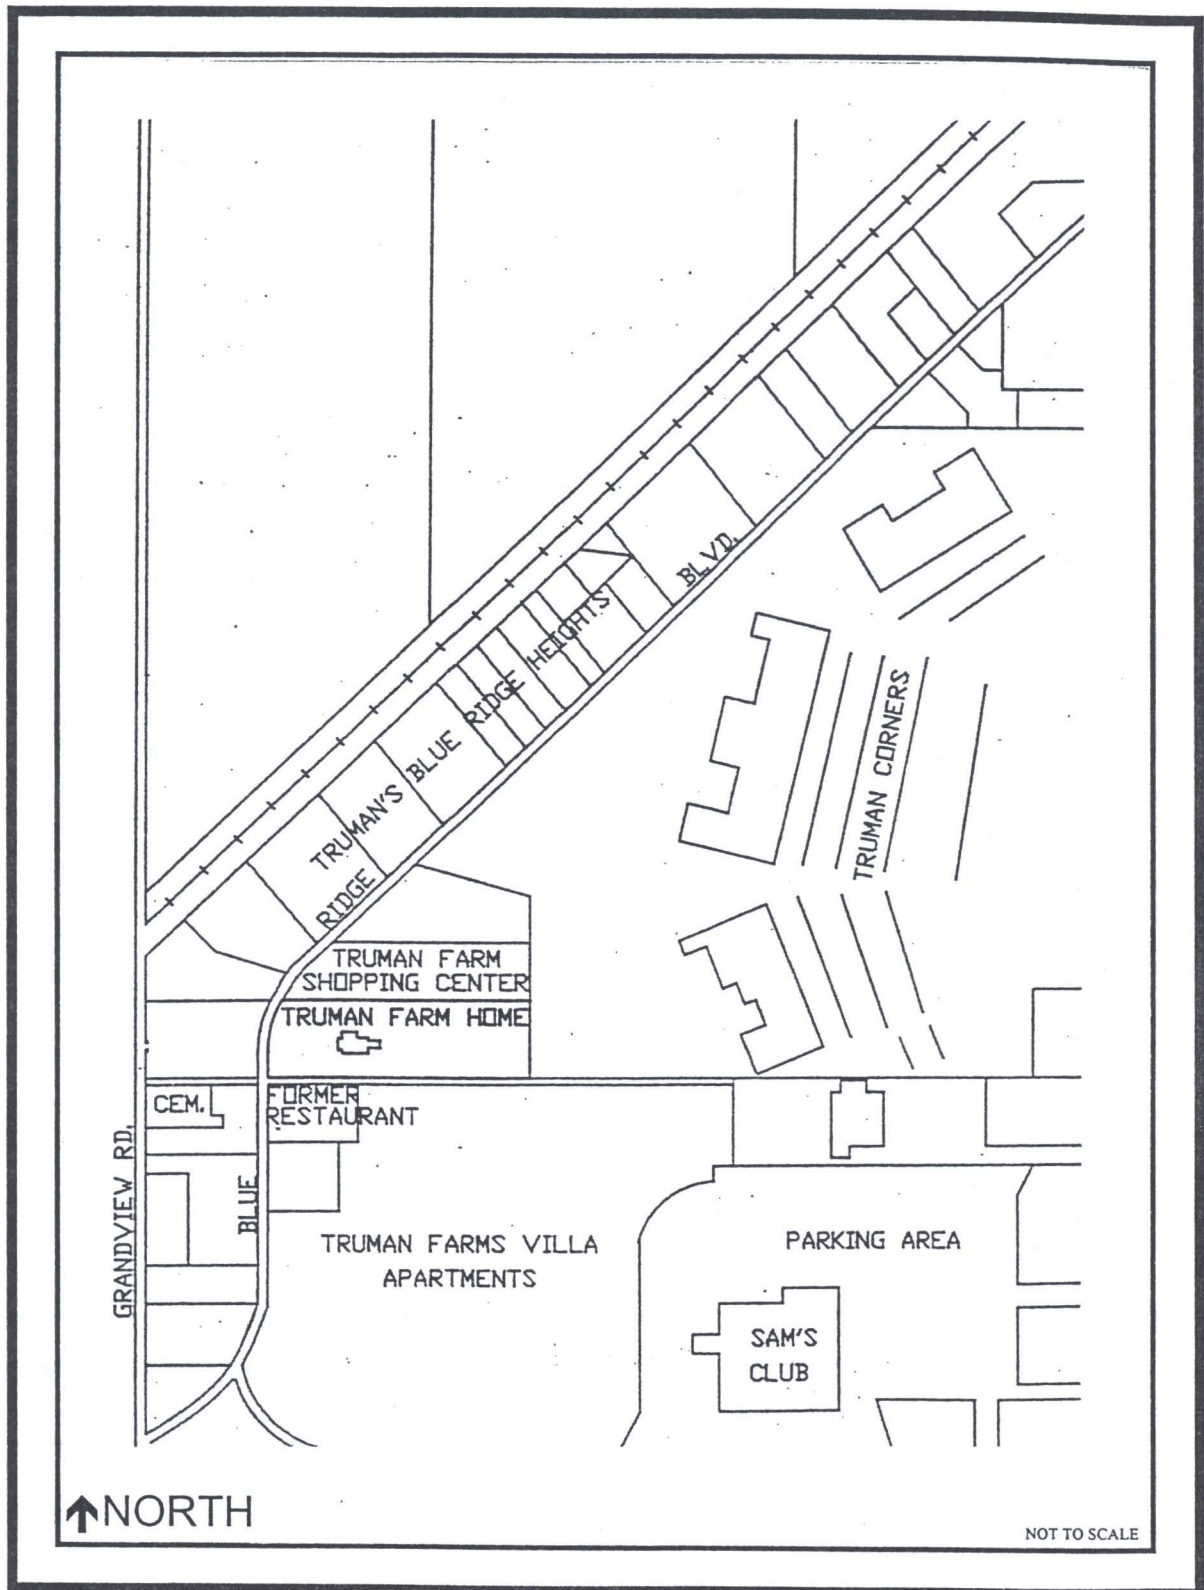 BLVD.
TRUMAN'S BLUE RIDGE HEIGHTS
RIDGE
TRUMAN CORNERS
TRUMAN FARM
SHOPPING CENTER
TRUMAN FARM HOME
CEM.
FORMER
RESTAURANT
GRANDVIEW RD.
BLUE
TRUMAN FARMS VILLA
APARTMENTS
PARKING AREA
SAM'S
CLUB
NORTH
NOT TO SCALE